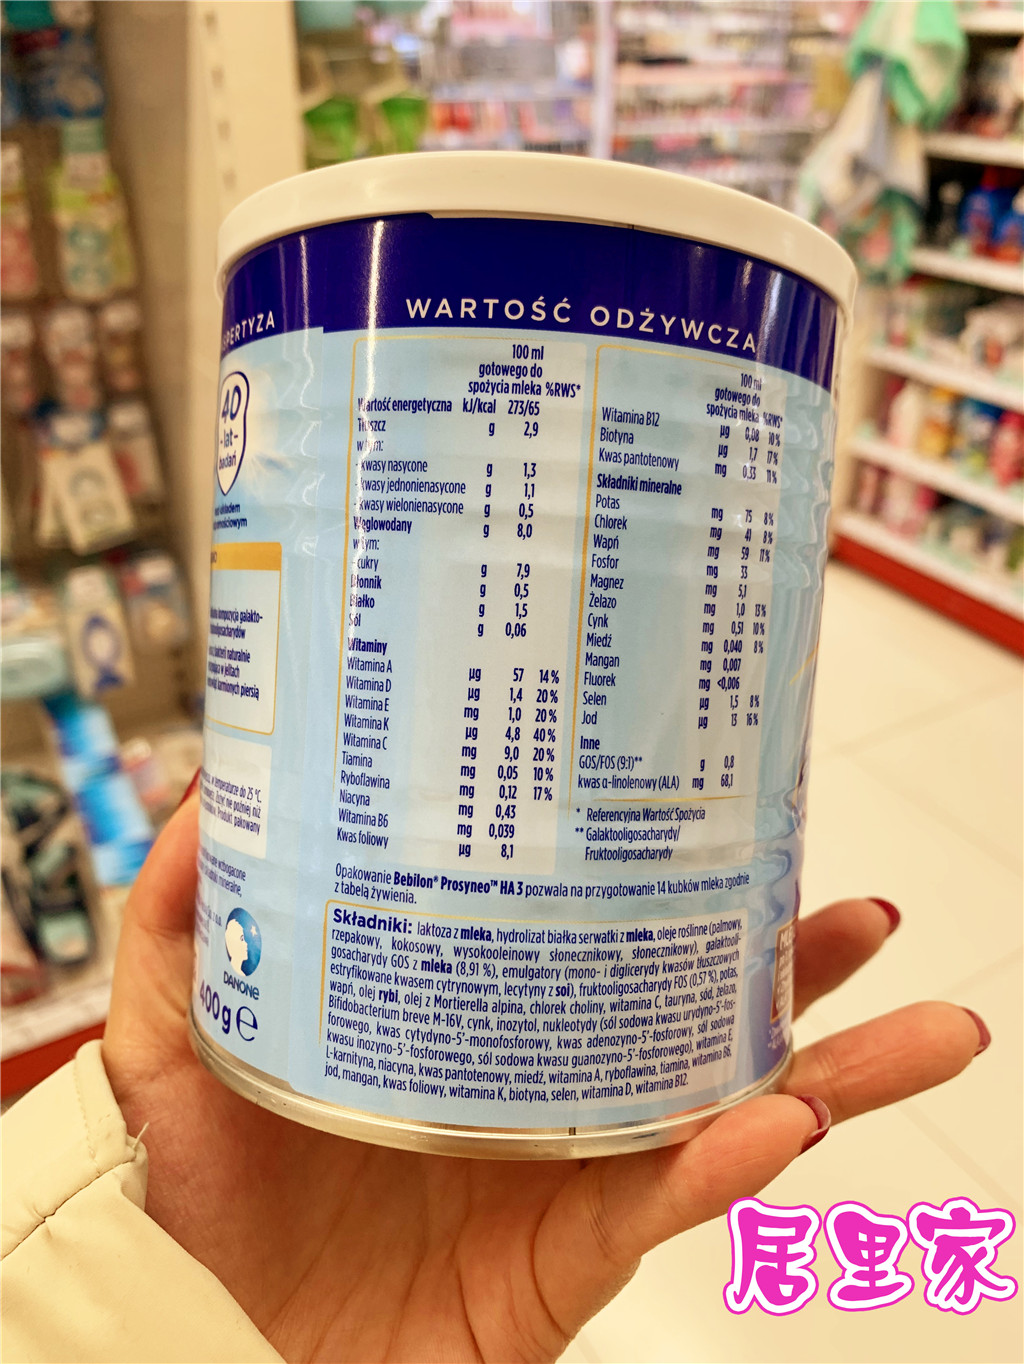 SPERTYZA
WARTOŚĆ ODŻYWCZA
40
-lat-
badań
100 ml
gotowego do
spożycia mleka %RWS*
Wartość energetyczna kJ/kcal 273/65
Tłuszcz g 2,9
w tym:
- kwasy nasycone g 1,3
- kwasy jednonienasycone g 1,1
- kwasy wielonienasycone g 0,5
Węglowodany g 8,0
w tym:
- cukry g 7,9
Błonnik g 0,5
Białko g 1,5
Sól g 0,06
Witaminy
Witamina A µg 57 14%
Witamina D µg 1,4 20%
Witamina E mg 1,0 20%
Witamina K µg 4,8 40%
Witamina C mg 9,0 20%
Tiamina mg 0,05 10%
Ryboflawina mg 0,12 17%
Niacyna mg 0,43
Witamina B6 mg 0,039
Kwas foliowy µg 8,1
100 ml
gotowego do
spożycia mleka %RWS*
Witamina B12 µg 0,08 10%
Biotyna µg 1,7 17%
Kwas pantotenowy mg 0,33 11%
Składniki mineralne
Potas mg 75 8%
Chlorek mg 41 8%
Wapń mg 59 11%
Fosfor mg 33
Magnez mg 5,1
Żelazo mg 1,0 13%
Cynk mg 0,51 10%
Miedź mg 0,040 8%
Mangan mg 0,007
Fluorek mg <0,006
Selen µg 1,5 8%
Jod µg 13 16%
Inne
GOS/FOS (9:1)** g 0,8
kwas α-linolenowy (ALA) mg 68,1
* Referencyjna Wartość Spożycia
** Galaktooligosacharydy/
Fruktooligosacharydy
Opakowanie Bebilon® Prosyneo™ HA 3 pozwala na przygotowanie 14 kubków mleka zgodnie
z tabelą żywienia.
Składniki: laktoza z mleka, hydrolizat białka serwatki z mleka, oleje roślinne (palmowy,
rzepakowy, kokosowy, wysokooleinowy słonecznikowy, słonecznikowy), galaktooli-
gosacharydy GOS z mleka (8,91 %), emulgatory (mono- i diglicerydy kwasów tłuszczowych
estryfikowane kwasem cytrynowym, lecytyny z soi), fruktooligosacharydy FOS (0,57 %), potas,
wapń, olej rybi, olej z Mortierella alpina, chlorek choliny, witamina C, tauryna, sód, żelazo,
Bifidobacterium breve M-16V, cynk, inozytol, nukleotydy (sól sodowa kwasu urydyno-5'-fos-
forowego, kwas cytydyno-5'-monofosforowy, kwas adenozyno-5'-fosforowy, sól sodowa
kwasu inozyno-5'-fosforowego, sól sodowa kwasu guanozyno-5'-fosforowego), witamina E,
L-karnityna, niacyna, kwas pantotenowy, miedź, witamina A, ryboflawina, tiamina, witamina B6,
jod, mangan, kwas foliowy, witamina K, biotyna, selen, witamina D, witamina B12.
kompozycja galakto-
naturalnie
w jelitach
karmionych piersią
w temperaturze do 25 °C.
nie później niż
Produkt pakowany
DANONE
400g e
居里家